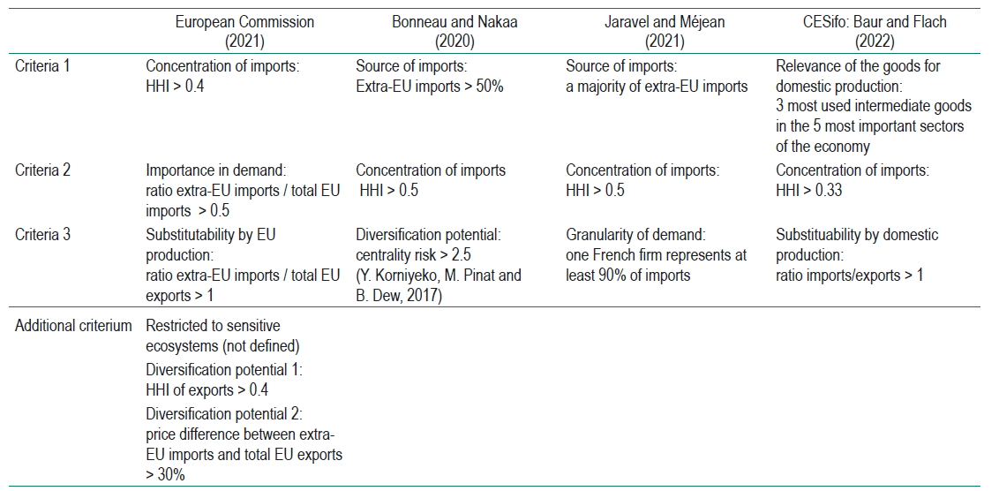 European Commission
(2021)
Bonneau and Nakaa
(2020)
Jaravel and Méjean
(2021)
CESifo: Baur and Flach
(2022)
Criteria 1
Concentration of imports:
HHI > 0.4
Source of imports:
Extra-EU imports > 50%
Source of imports:
a majority of extra-EU imports
Relevance of the goods for
domestic production:
3 most used intermediate goods
in the 5 most important sectors
of the economy
Criteria 2
Importance in demand:
ratio extra-EU imports / total EU
imports > 0.5
Concentration of imports
HHI > 0.5
Concentration of imports:
HHI > 0.5
Concentration of imports:
HHI > 0.33
Criteria 3
Substitutability by EU
production:
ratio extra-EU imports / total EU
exports > 1
Diversification potential:
centrality risk > 2.5
(Y. Korniyeko, M. Pinat and
B. Dew, 2017)
Granularity of demand:
one French firm represents at
least 90% of imports
Substituability by domestic
production:
ratio imports/exports > 1
Additional criterium
Restricted to sensitive
ecosystems (not defined)
Diversification potential 1:
HHI of exports > 0.4
Diversification potential 2:
price difference between extra-
EU imports and total EU exports
> 30%